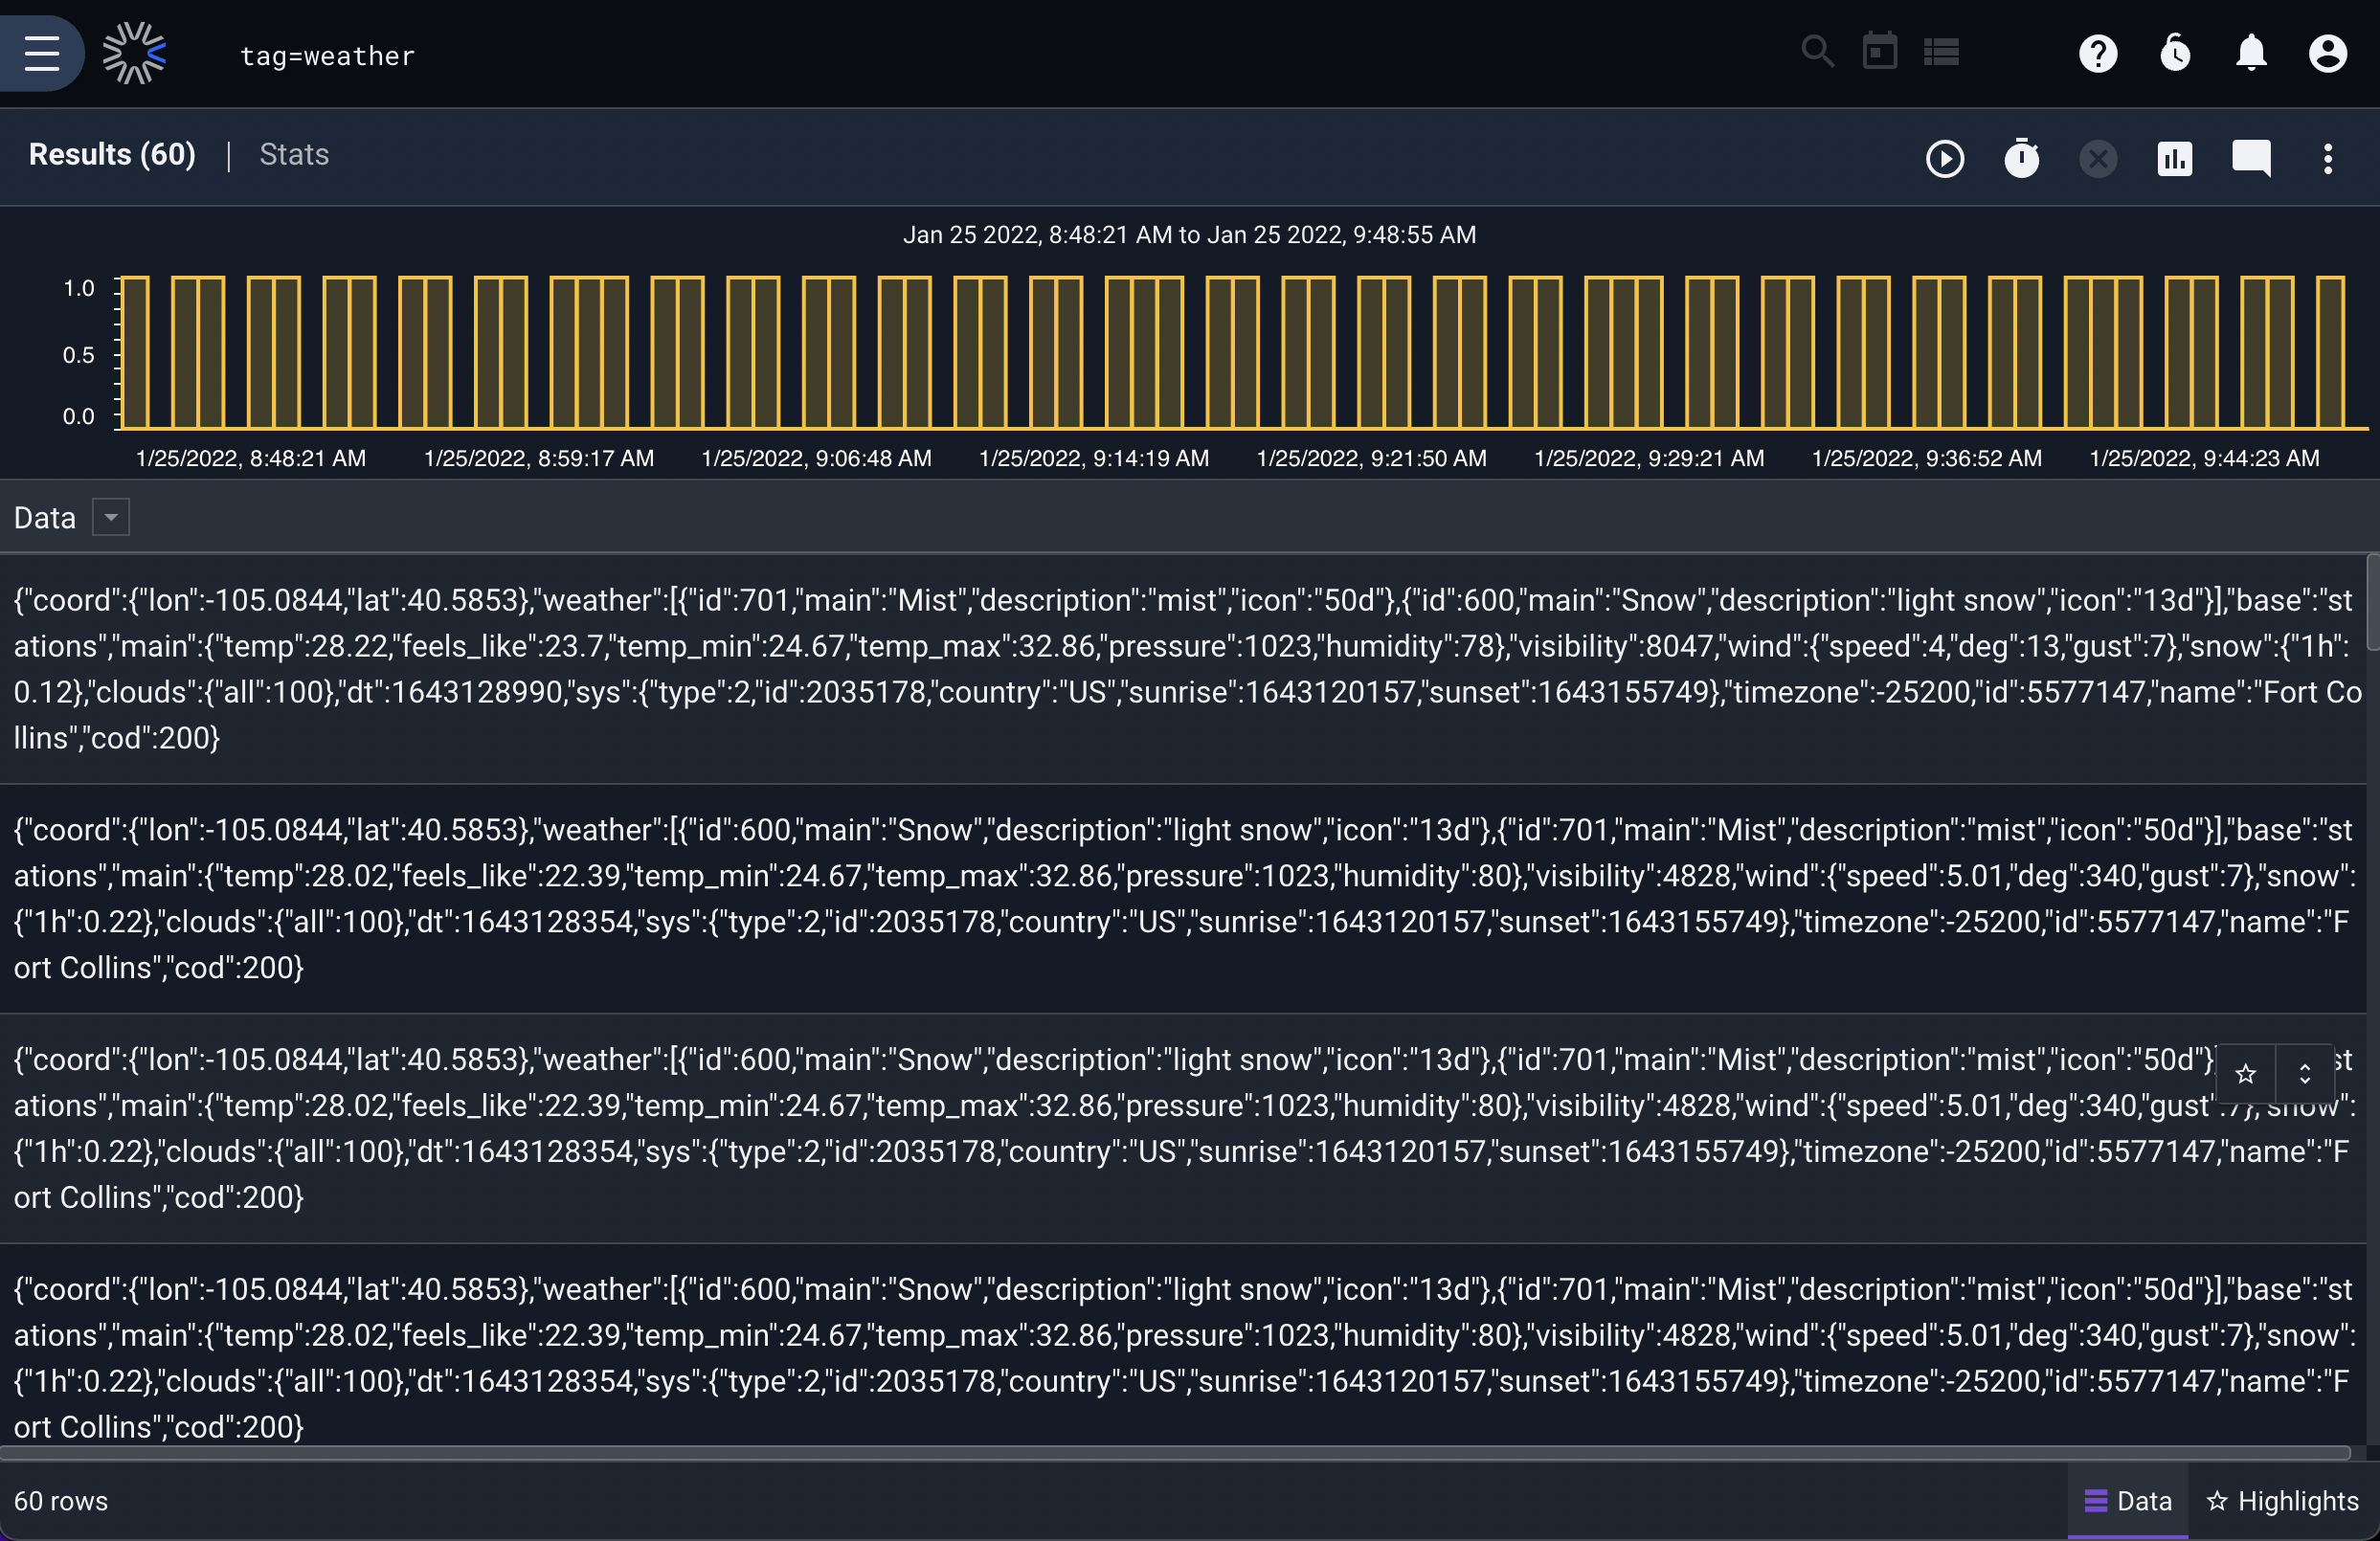 tag=weather
Results (60) | Stats
Jan 25 2022, 8:48:21 AM to Jan 25 2022, 9:48:55 AM
1.0
0.5
0.0
1/25/2022, 8:48:21 AM 1/25/2022, 8:59:17 AM 1/25/2022, 9:06:48 AM 1/25/2022, 9:14:19 AM 1/25/2022, 9:21:50 AM 1/25/2022, 9:29:21 AM 1/25/2022, 9:36:52 AM 1/25/2022, 9:44:23 AM
Data
{"coord":{"lon":-105.0844,"lat":40.5853},"weather":[{"id":701,"main":"Mist","description":"mist","icon":"50d"},{"id":600,"main":"Snow","description":"light snow","icon":"13d"}],"base":"st
ations","main":{"temp":28.22,"feels_like":23.7,"temp_min":24.67,"temp_max":32.86,"pressure":1023,"humidity":78},"visibility":8047,"wind":{"speed":4,"deg":13,"gust":7},"snow":{"1h":
0.12},"clouds":{"all":100},"dt":1643128990,"sys":{"type":2,"id":2035178,"country":"US","sunrise":1643120157,"sunset":1643155749},"timezone":-25200,"id":5577147,"name":"Fort Co
llins","cod":200}
{"coord":{"lon":-105.0844,"lat":40.5853},"weather":[{"id":600,"main":"Snow","description":"light snow","icon":"13d"},{"id":701,"main":"Mist","description":"mist","icon":"50d"}],"base":"st
ations","main":{"temp":28.02,"feels_like":22.39,"temp_min":24.67,"temp_max":32.86,"pressure":1023,"humidity":80},"visibility":4828,"wind":{"speed":5.01,"deg":340,"gust":7},"snow":
{"1h":0.22},"clouds":{"all":100},"dt":1643128354,"sys":{"type":2,"id":2035178,"country":"US","sunrise":1643120157,"sunset":1643155749},"timezone":-25200,"id":5577147,"name":"F
ort Collins","cod":200}
{"coord":{"lon":-105.0844,"lat":40.5853},"weather":[{"id":600,"main":"Snow","description":"light snow","icon":"13d"},{"id":701,"main":"Mist","description":"mist","icon":"50d"} st
ations","main":{"temp":28.02,"feels_like":22.39,"temp_min":24.67,"temp_max":32.86,"pressure":1023,"humidity":80},"visibility":4828,"wind":{"speed":5.01,"deg":340,"gust":7},"snow":
{"1h":0.22},"clouds":{"all":100},"dt":1643128354,"sys":{"type":2,"id":2035178,"country":"US","sunrise":1643120157,"sunset":1643155749},"timezone":-25200,"id":5577147,"name":"F
ort Collins","cod":200}
{"coord":{"lon":-105.0844,"lat":40.5853},"weather":[{"id":600,"main":"Snow","description":"light snow","icon":"13d"},{"id":701,"main":"Mist","description":"mist","icon":"50d"}],"base":"st
ations","main":{"temp":28.02,"feels_like":22.39,"temp_min":24.67,"temp_max":32.86,"pressure":1023,"humidity":80},"visibility":4828,"wind":{"speed":5.01,"deg":340,"gust":7},"snow":
{"1h":0.22},"clouds":{"all":100},"dt":1643128354,"sys":{"type":2,"id":2035178,"country":"US","sunrise":1643120157,"sunset":1643155749},"timezone":-25200,"id":5577147,"name":"F
ort Collins","cod":200}
60 rows Data Highlights